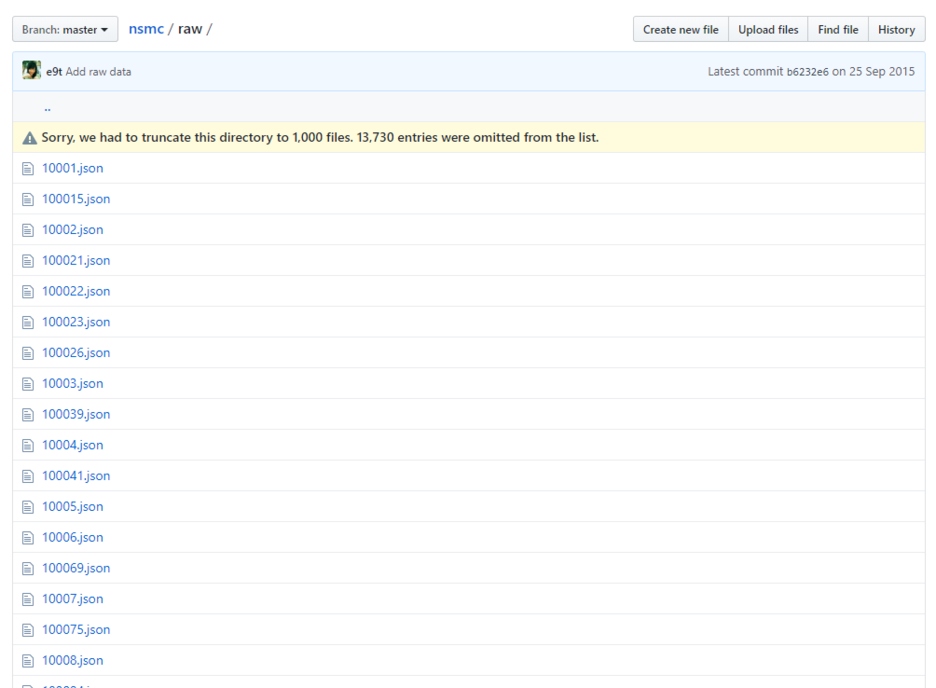 Branch: master nsmc / raw / Create new file Upload files Find file History
e9t Add raw data Latest commit b6232e6 on 25 Sep 2015
..
Sorry, we had to truncate this directory to 1,000 files. 13,730 entries were omitted from the list.
10001.json
100015.json
10002.json
100021.json
100022.json
100023.json
100026.json
10003.json
100039.json
10004.json
100041.json
10005.json
10006.json
100069.json
10007.json
100075.json
10008.json